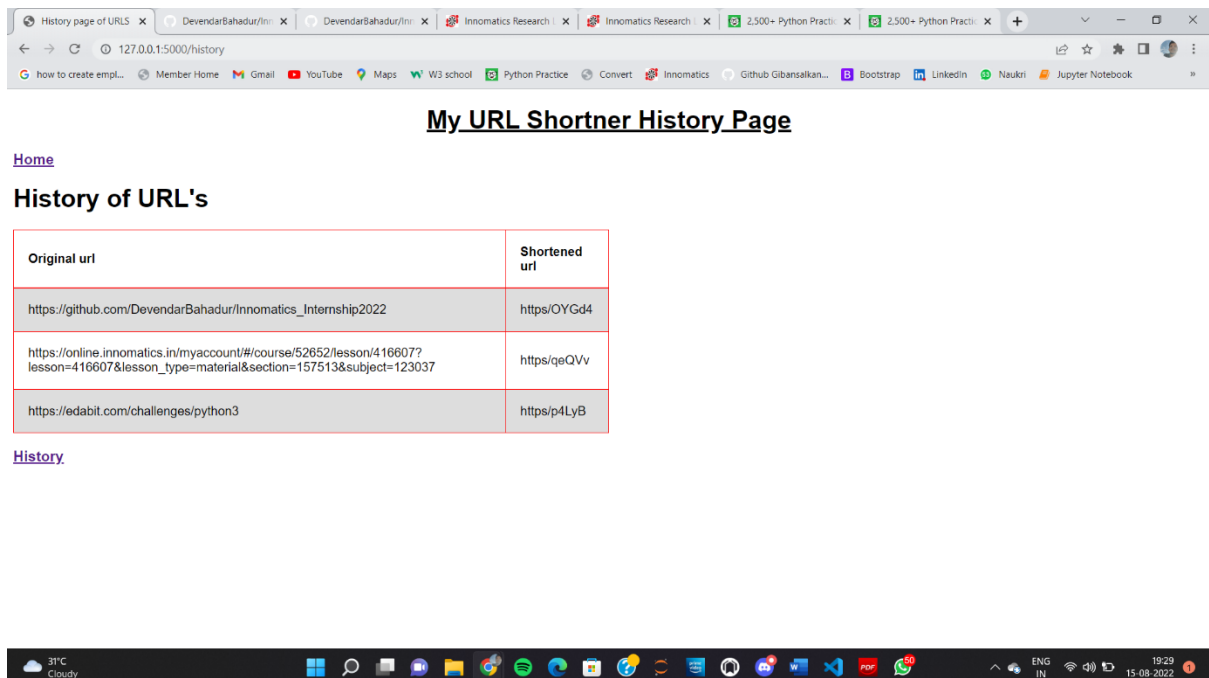 History page of URLS
DevendarBahadur/Inn
DevendarBahadur/Inn
Innomatics Research L
Innomatics Research L
2,500+ Python Practic
2,500+ Python Practic
127.0.0.1:5000/history
how to create empl...
Member Home
Gmail
YouTube
Maps
W3 school
Python Practice
Convert
Innomatics
Github Gibansalkan...
Bootstrap
LinkedIn
Naukri
Jupyter Notebook
My URL Shortner History Page
Home
History of URL's
Original url
Shortened
url
https://github.com/DevendarBahadur/Innomatics_Internship2022
https/OYGd4
https://online.innomatics.in/myaccount/#/course/52652/lesson/416607?
lesson=416607&lesson_type=material&section=157513&subject=123037
https/qeQVv
https://edabit.com/challenges/python3
https/p4LyB
History
31°C
Cloudy
prime video
PDF
50
ENG
IN
19:29
15-08-2022
1